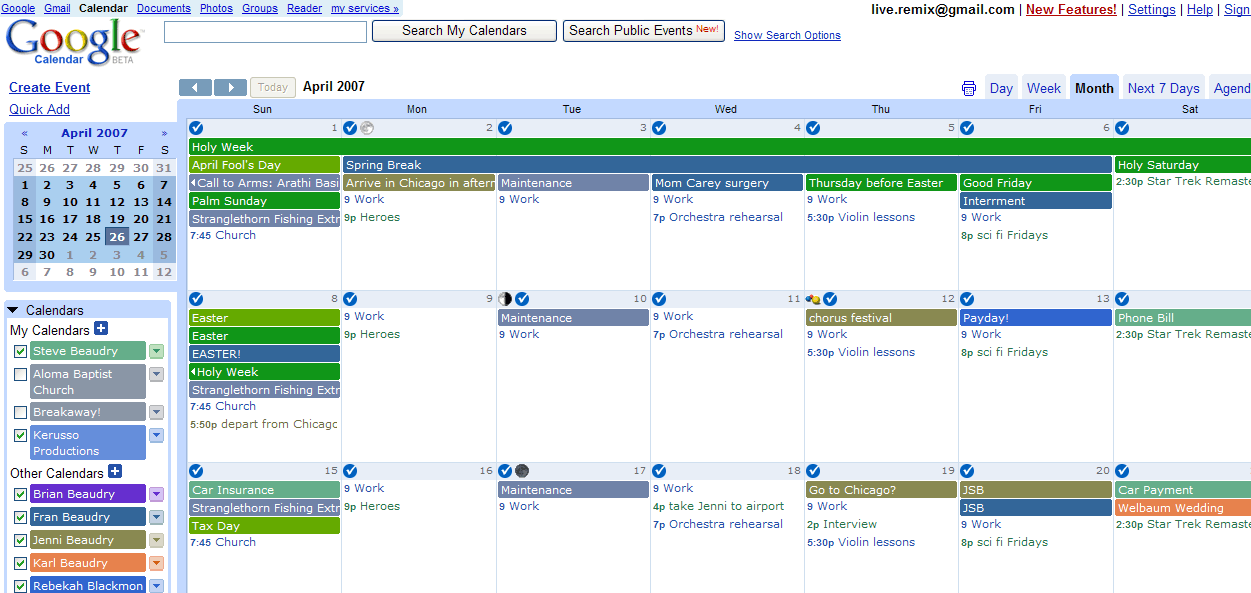 Google Gmail Calendar Documents Photos Groups Reader my services »
live.remix@gmail.com | New Features! | Settings | Help | Sign
Google Calendar BETA
Search My Calendars
Search Public Events New!
Show Search Options
Create Event
Quick Add
Today
April 2007
Day Week Month Next 7 Days Agend
« April 2007 »
S M T W T F S
25 26 27 28 29 30 31
1 2 3 4 5 6 7
8 9 10 11 12 13 14
15 16 17 18 19 20 21
22 23 24 25 26 27 28
29 30 1 2 3 4 5
6 7 8 9 10 11 12
Calendars
My Calendars
Steve Beaudry
Aloma Baptist
Church
Breakaway!
Kerusso
Productions
Other Calendars
Brian Beaudry
Fran Beaudry
Jenni Beaudry
Karl Beaudry
Rebekah Blackmon
Sun Mon Tue Wed Thu Fri Sat
1 2 3 4 5 6
Holy Week
April Fool's Day Spring Break Holy Saturday
Call to Arms: Arathi Basi Arrive in Chicago in aftern Maintenance Mom Carey surgery Thursday before Easter Good Friday 2:30p Star Trek Remaste
Palm Sunday 9 Work 9 Work 9 Work 9 Work Interrment
Stranglethorn Fishing Extr 9p Heroes 7p Orchestra rehearsal 5:30p Violin lessons 9 Work
7:45 Church 8p sci fi Fridays
8 9 10 11 12 13
Easter 9 Work Maintenance 9 Work chorus festival Payday! Phone Bill
Easter 9p Heroes 9 Work 7p Orchestra rehearsal 9 Work 9 Work 2:30p Star Trek Remaste
EASTER! 5:30p Violin lessons 8p sci fi Fridays
Holy Week
Stranglethorn Fishing Extr
7:45 Church
5:50p depart from Chicago
15 16 17 18 19 20
Car Insurance 9 Work Maintenance 9 Work Go to Chicago? JSB Car Payment
Stranglethorn Fishing Extr 9p Heroes 9 Work 4p take Jenni to airport 9 Work JSB Welbaum Wedding
Tax Day 7p Orchestra rehearsal 2p Interview 9 Work 2:30p Star Trek Remaste
7:45 Church 5:30p Violin lessons 8p sci fi Fridays